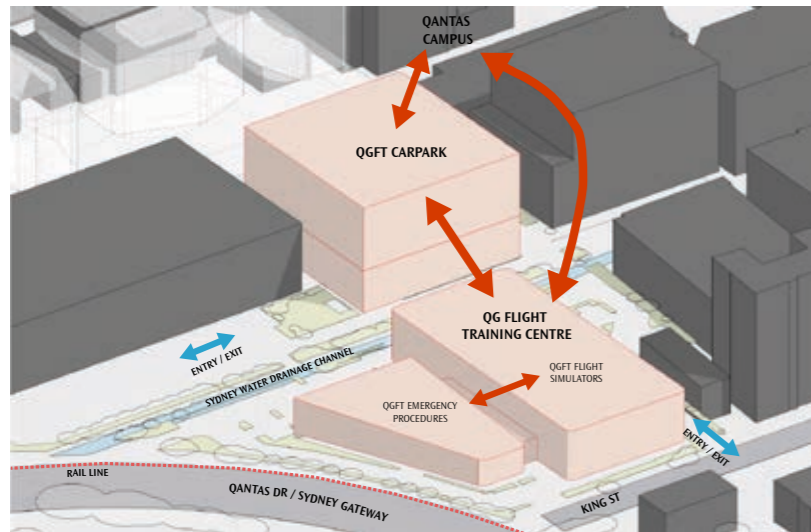 QANTAS
CAMPUS
QGFT CARPARK
QG FLIGHT
TRAINING CENTRE
QGFT FLIGHT
SIMULATORS
QGFT EMERGENCY
PROCEDURES
ENTRY / EXIT
SYDNEY WATER DRAINAGE CHANNEL
ENTRY / EXIT
RAIL LINE
QANTAS DR / SYDNEY GATEWAY
KING ST